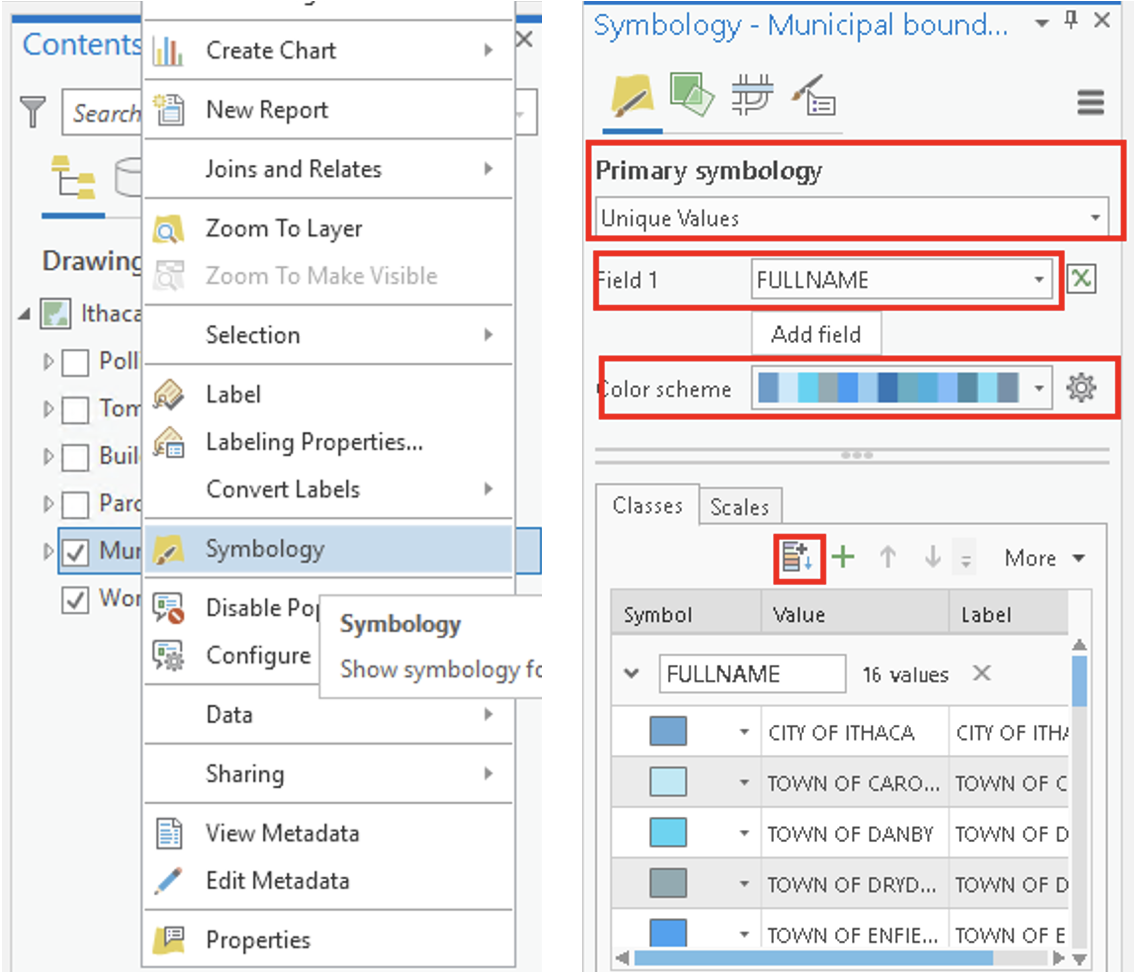 Contents
Search
Drawing
Ithaca
Poll
Tom
Buil
Parc
Mun
Wor
Create Chart
New Report
Joins and Relates
Zoom To Layer
Zoom To Make Visible
Selection
Label
Labeling Properties...
Convert Labels
Symbology
Disable Pop
Configure
Symbology
Show symbology fo
Data
Sharing
View Metadata
Edit Metadata
Properties
Symbology - Municipal bound...
Primary symbology
Unique Values
Field 1 FULLNAME
Add field
Color scheme
Classes Scales
More
Symbol Value Label
FULLNAME 16 values
CITY OF ITHACA CITY OF ITHA
TOWN OF CARO... TOWN OF C
TOWN OF DANBY TOWN OF D
TOWN OF DRYD... TOWN OF D
TOWN OF ENFIE... TOWN OF E